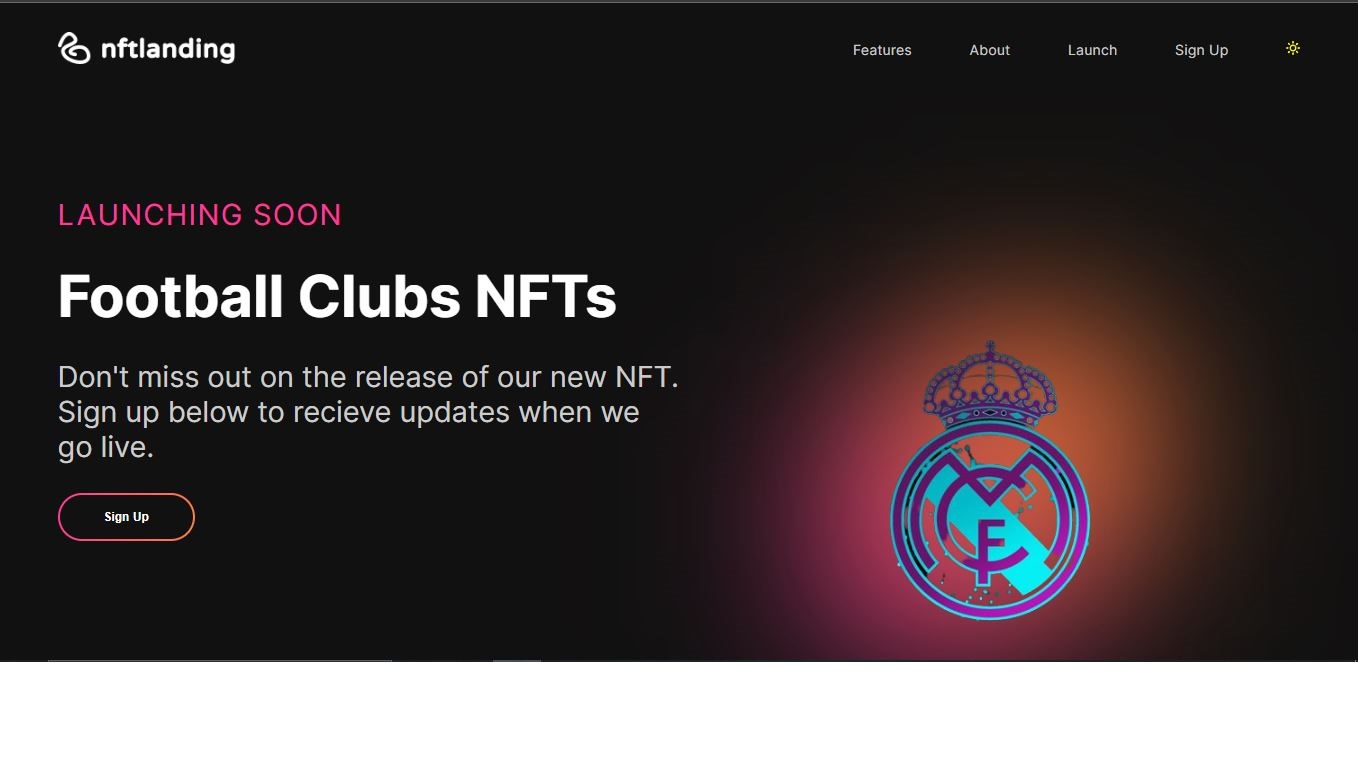 nftlanding
Features About Launch Sign Up
LAUNCHING SOON
Football Clubs NFTs
Don't miss out on the release of our new NFT.
Sign up below to recieve updates when we
go live.
Sign Up
MCF